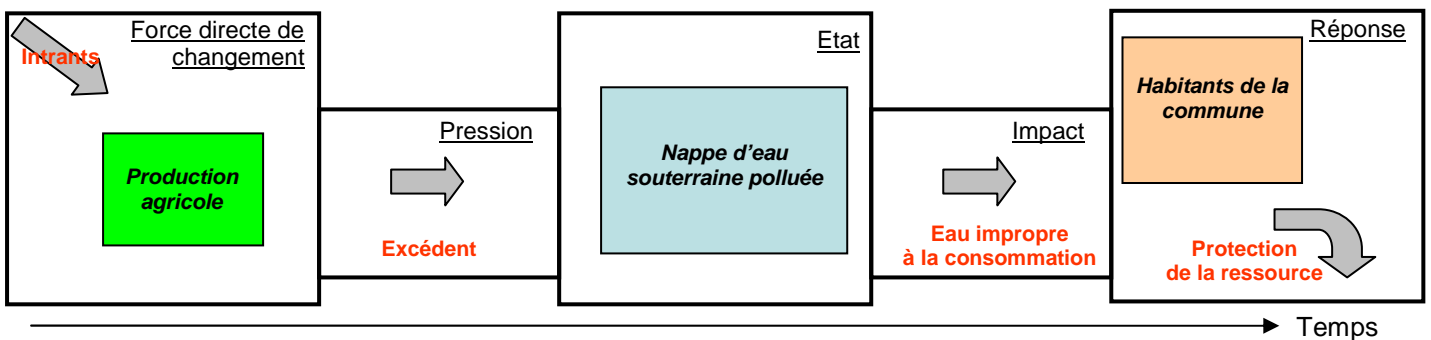 Force directe de
changement
Intrants
Production
agricole
Pression
Excédent
Etat
Nappe d'eau
souterraine polluée
Impact
Eau impropre
à la consommation
Réponse
Habitants de la
commune
Protection
de la ressource
Temps